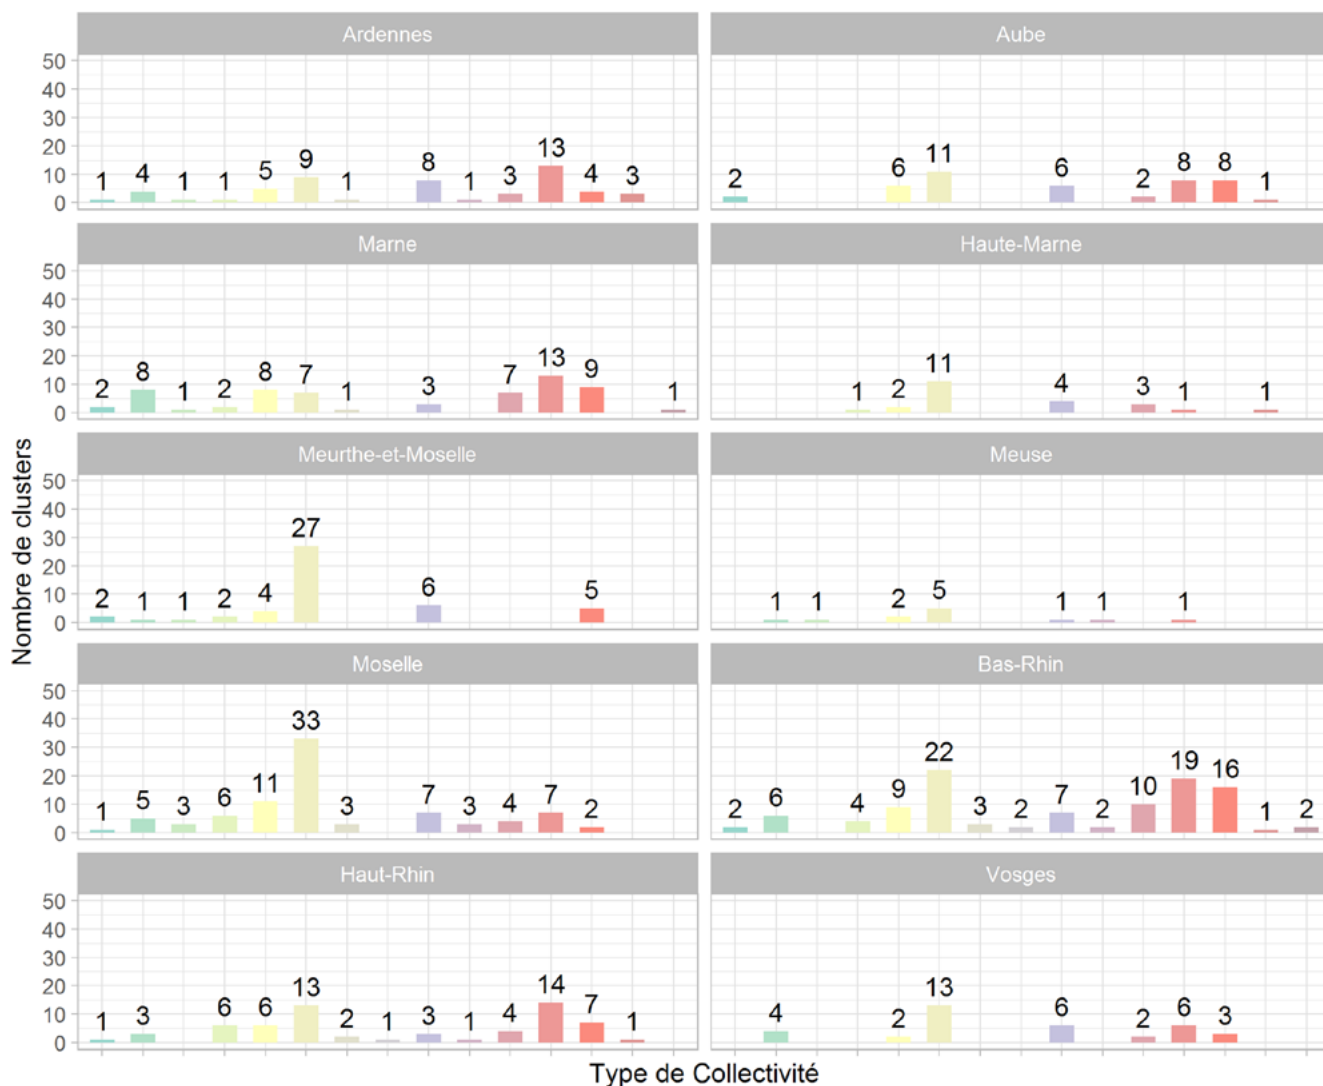 Ardennes
Aube
50
40
30
20
10
0
1 4 1 1 5 9 1 8 1 3 13 4 3
2 6 11 6 2 8 8 1
Marne
Haute-Marne
50
40
30
20
10
0
2 8 1 2 8 7 1 3 7 13 9 1
1 2 11 4 3 1 1
Meurthe-et-Moselle
Meuse
50
40
30
20
10
0
2 1 1 2 4 27 6 5
1 1 2 5 1 1 1
Moselle
Bas-Rhin
50
40
30
20
10
0
1 5 3 6 11 33 3 7 3 4 7 2
2 6 4 9 22 3 2 7 2 10 19 16 1 2
Haut-Rhin
Vosges
50
40
30
20
10
0
1 3 6 6 13 2 1 3 1 4 14 7 1
4 2 13 6 2 6 3
Nombre de clusters
Type de Collectivité